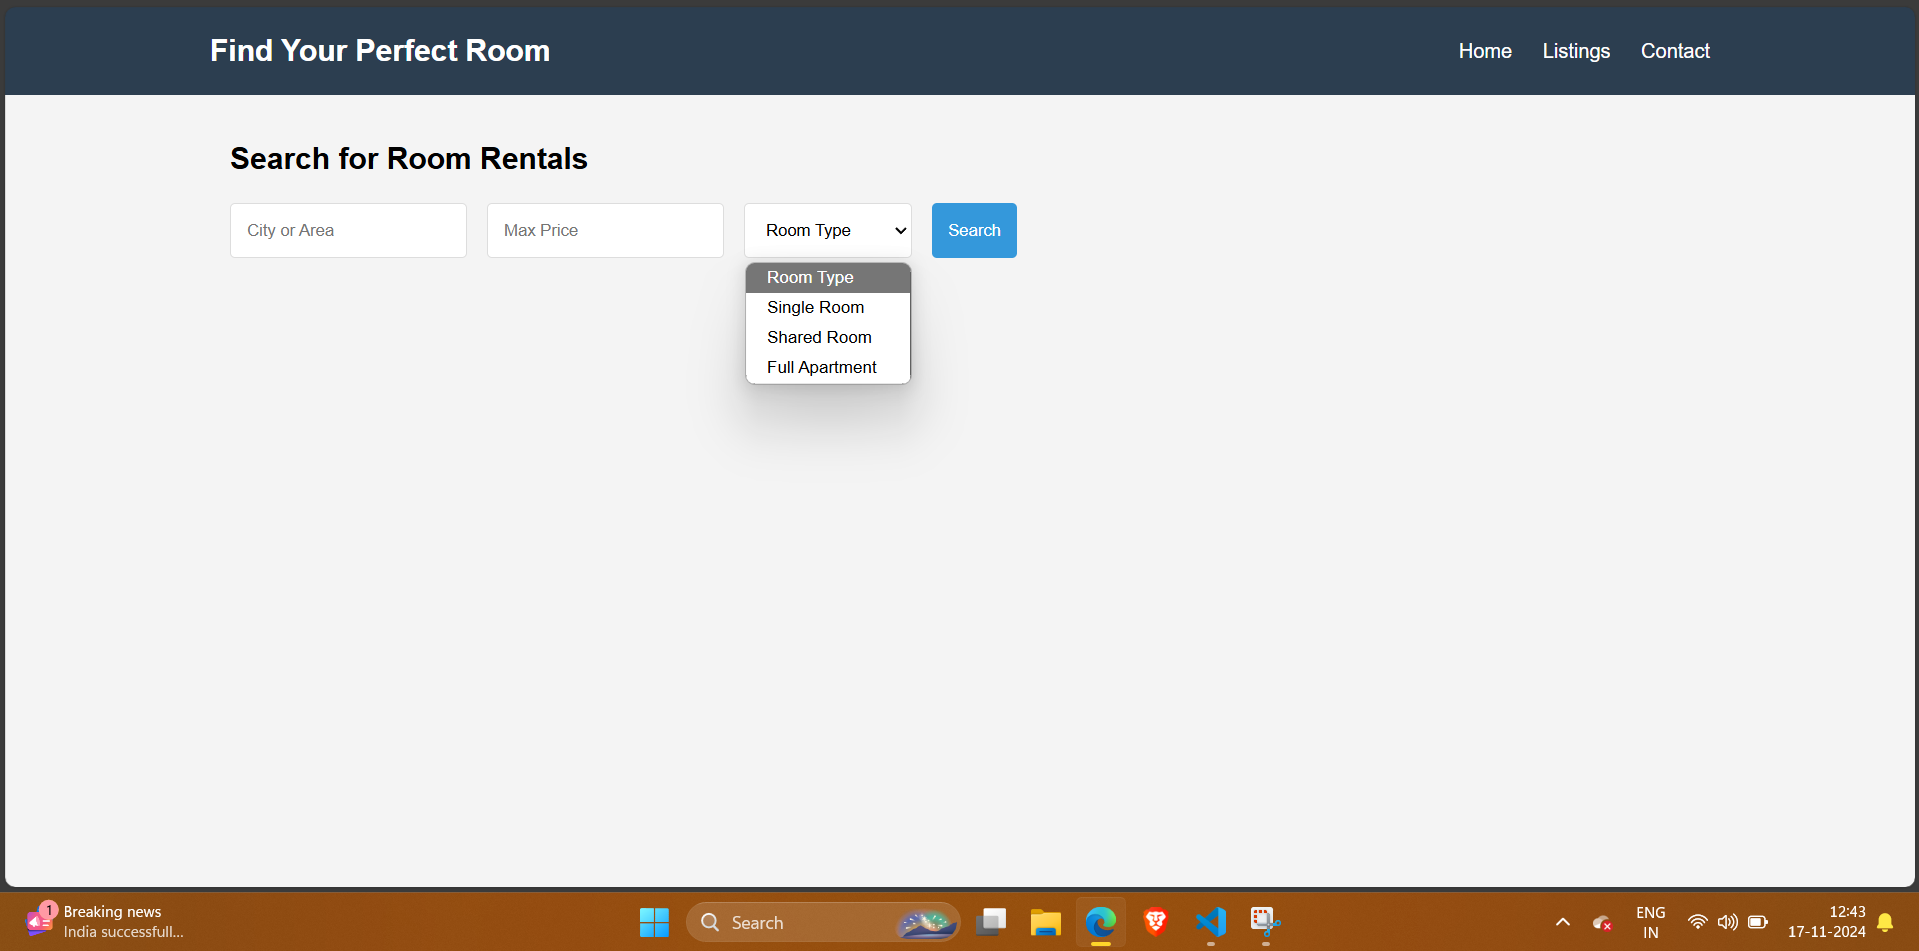 Find Your Perfect Room
Home Listings Contact
Search for Room Rentals
City or Area
Max Price
Room Type
Search
Room Type
Single Room
Shared Room
Full Apartment
1
Breaking news
India successfull...
Search
ENG
IN
12:43
17-11-2024